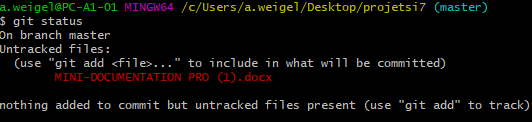 a.weigel@PC-A1-01 MINGW64 /c/Users/a.weigel/Desktop/projetsi7 (master)
$ git status
On branch master
Untracked files:
  (use "git add <file>..." to include in what will be committed)
        MINI-DOCUMENTATION PRO (1).docx

nothing added to commit but untracked files present (use "git add" to track)